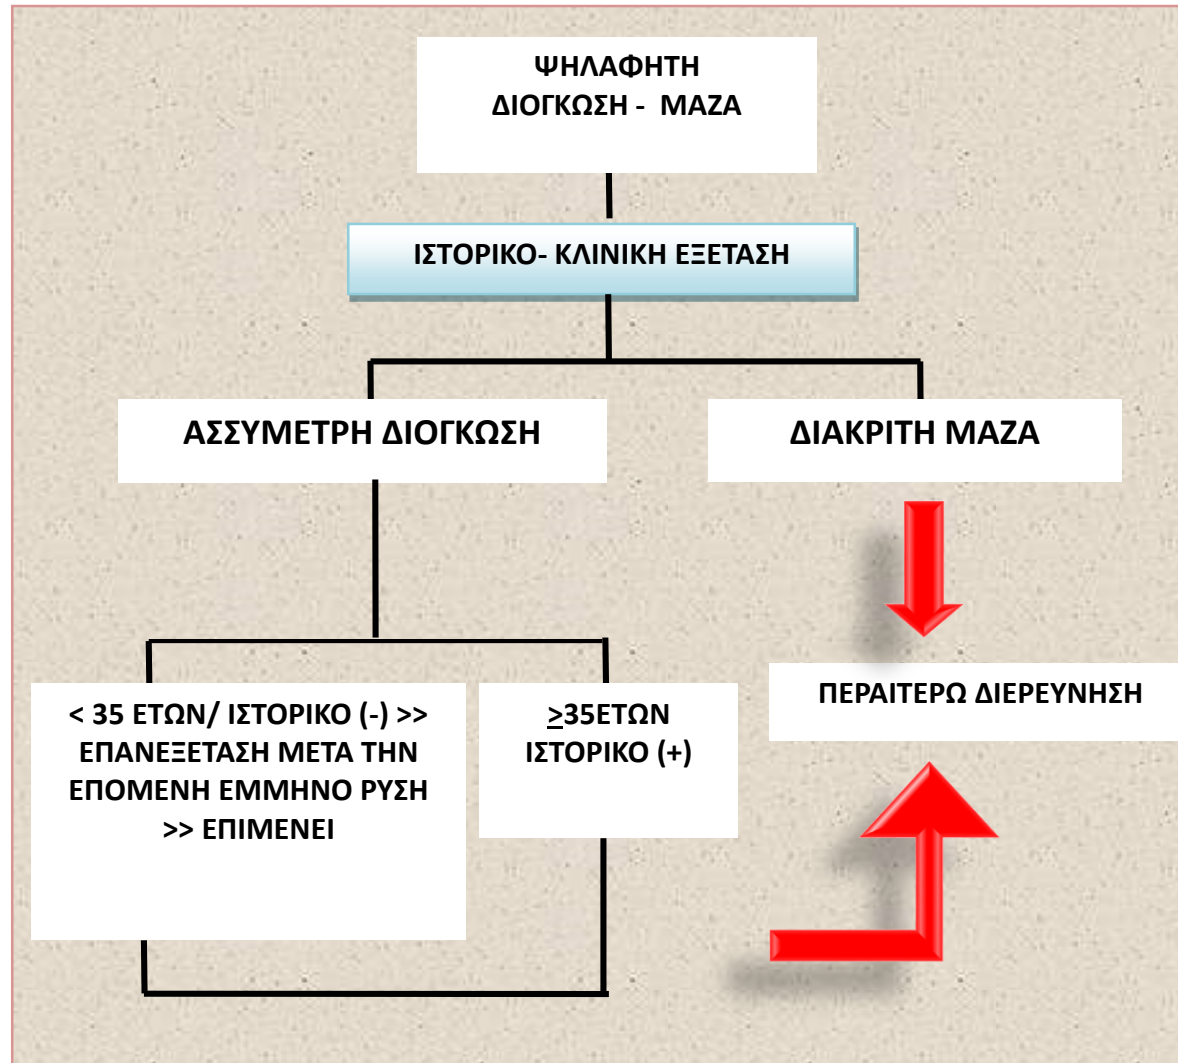 ΨΗΛΑΦΗΤΗ
ΔΙΟΓΚΩΣΗ - ΜΑΖΑ
ΙΣΤΟΡΙΚΟ- ΚΛΙΝΙΚΗ ΕΞΕΤΑΣΗ
ΑΣΣΥΜΕΤΡΗ ΔΙΟΓΚΩΣΗ
ΔΙΑΚΡΙΤΗ ΜΑΖΑ
< 35 ΕΤΩΝ/ ΙΣΤΟΡΙΚΟ (-) >>
ΕΠΑΝΕΞΕΤΑΣΗ ΜΕΤΑ ΤΗΝ
ΕΠΟΜΕΝΗ ΕΜΜΗΝΟ ΡΥΣΗ
>> ΕΠΙΜΕΝΕΙ
≥35ΕΤΩΝ
ΙΣΤΟΡΙΚΟ (+)
ΠΕΡΑΙΤΕΡΩ ΔΙΕΡΕΥΝΗΣΗ